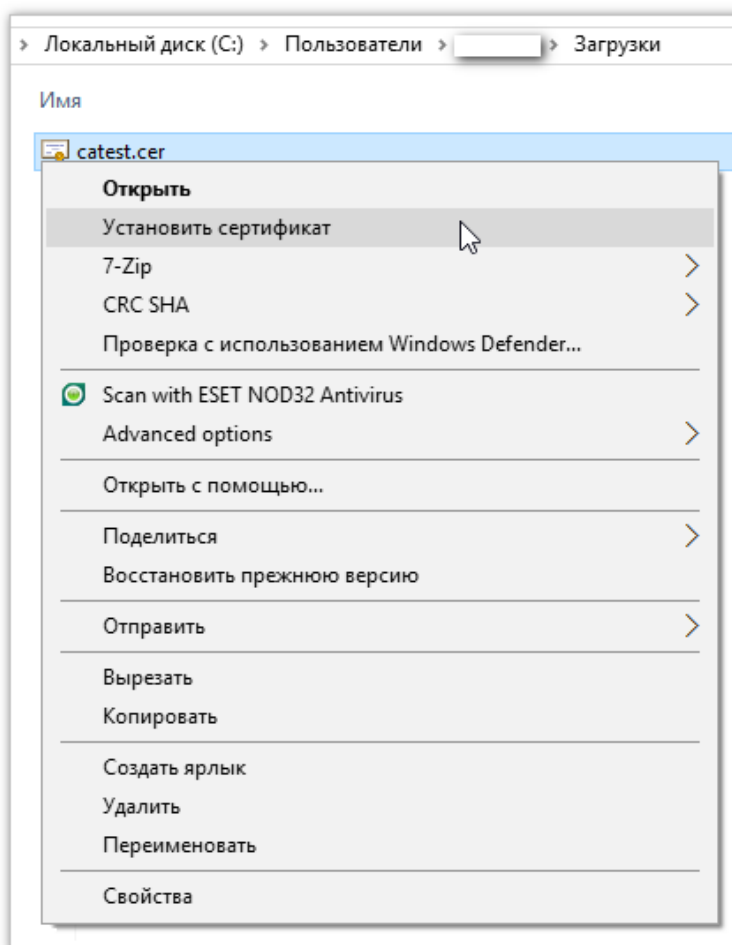 Локальный диск (C:) > Пользователи > > Загрузки
Имя
catest.cer
Открыть
Установить сертификат
7-Zip
CRC SHA
Проверка с использованием Windows Defender...
Scan with ESET NOD32 Antivirus
Advanced options
Открыть с помощью...
Поделиться
Восстановить прежнюю версию
Отправить
Вырезать
Копировать
Создать ярлык
Удалить
Переименовать
Свойства